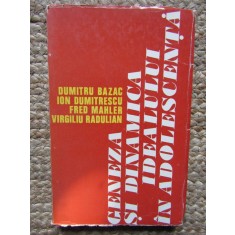 DUMITRU BAZAC
ION DUMITRESCU
FRED MAHLER
VIRGILIU RADULIAN
GENEZA
ȘI DINAMICA
IDEALULUI
ÎN ADOLESCENȚĂ